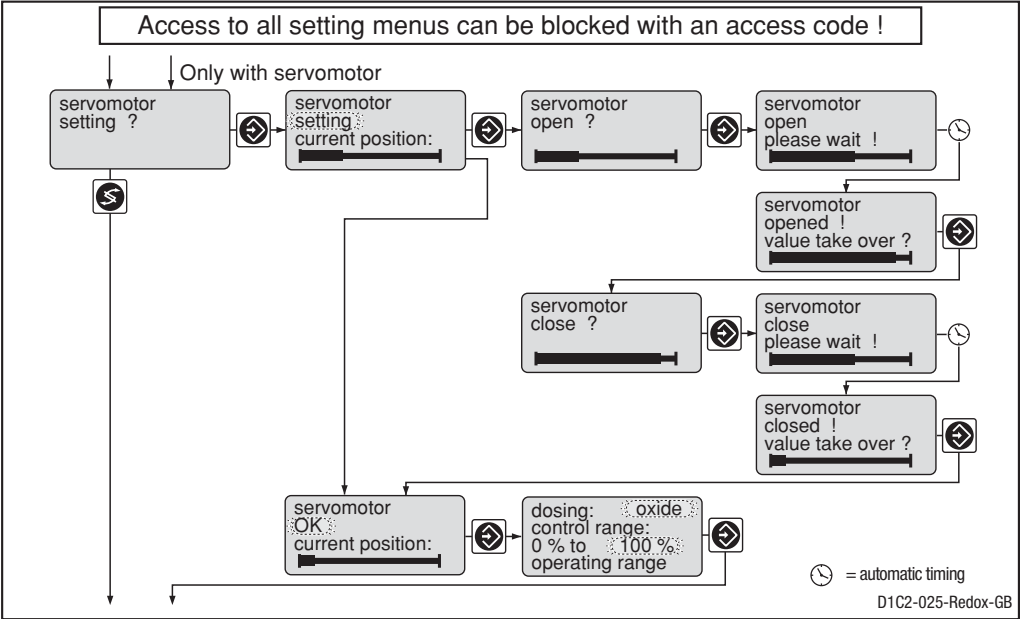 Access to all setting menus can be blocked with an access code !
Only with servomotor
servomotor
setting ?
servomotor
setting
current position:
servomotor
open ?
servomotor
open
please wait !
servomotor
opened !
value take over ?
servomotor
close ?
servomotor
close
please wait !
servomotor
closed !
value take over ?
servomotor
OK
current position:
dosing: oxide
control range:
0 % to 100 %
operating range
= automatic timing
D1C2-025-Redox-GB